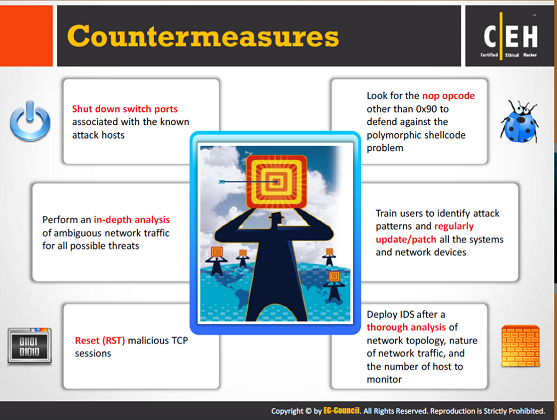 Countermeasures
C|EH
Certified Ethical Hacker
Shut down switch ports
associated with the known
attack hosts
Look for the nop opcode
other than 0x90 to
defend against the
polymorphic shellcode
problem
Perform an in-depth analysis
of ambiguous network traffic
for all possible threats
Train users to identify attack
patterns and regularly
update/patch all the systems
and network devices
01101
01010
Reset (RST) malicious TCP
sessions
Deploy IDS after a
thorough analysis of
network topology, nature
of network traffic, and
the number of host to
monitor
Copyright © by EC-Council. All Rights Reserved. Reproduction is Strictly Prohibited.